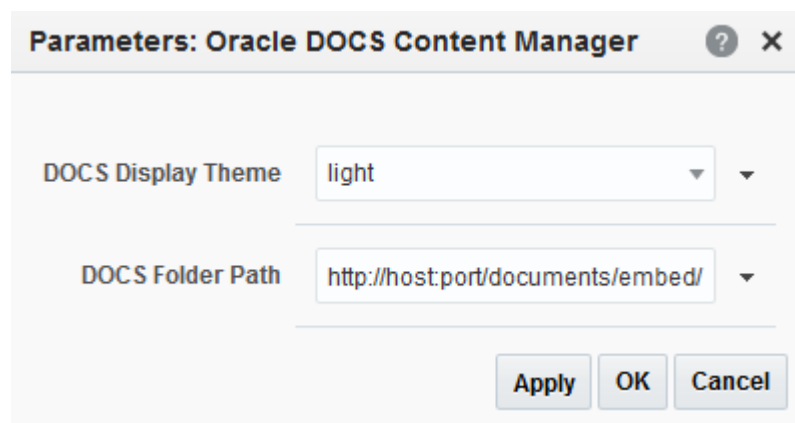 Parameters: Oracle DOCS Content Manager ? ×
DOCS Display Theme light
DOCS Folder Path http://host:port/documents/embed/
Apply OK Cancel